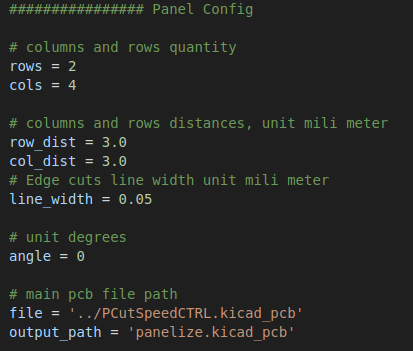 ################ Panel Config
# columns and rows quantity
rows = 2
cols = 4
# columns and rows distances, unit mili meter
row_dist = 3.0
col_dist = 3.0
# Edge cuts line width unit mili meter
line_width = 0.05
# unit degrees
angle = 0
# main pcb file path
file = '../PCutSpeedCTRL.kicad_pcb'
output_path = 'panelize.kicad_pcb'